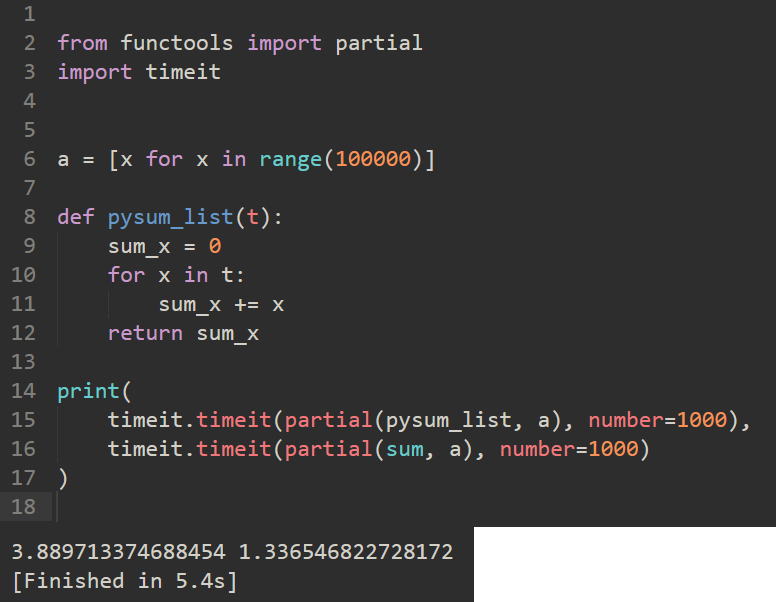 1
2 from functools import partial
3 import timeit
4
5
6 a = [x for x in range(100000)]
7
8 def pysum_list(t):
9     sum_x = 0
10     for x in t:
11         sum_x += x
12     return sum_x
13
14 print(
15     timeit.timeit(partial(pysum_list, a), number=1000),
16     timeit.timeit(partial(sum, a), number=1000)
17 )
18
3.889713374688454 1.336546822728172
[Finished in 5.4s]